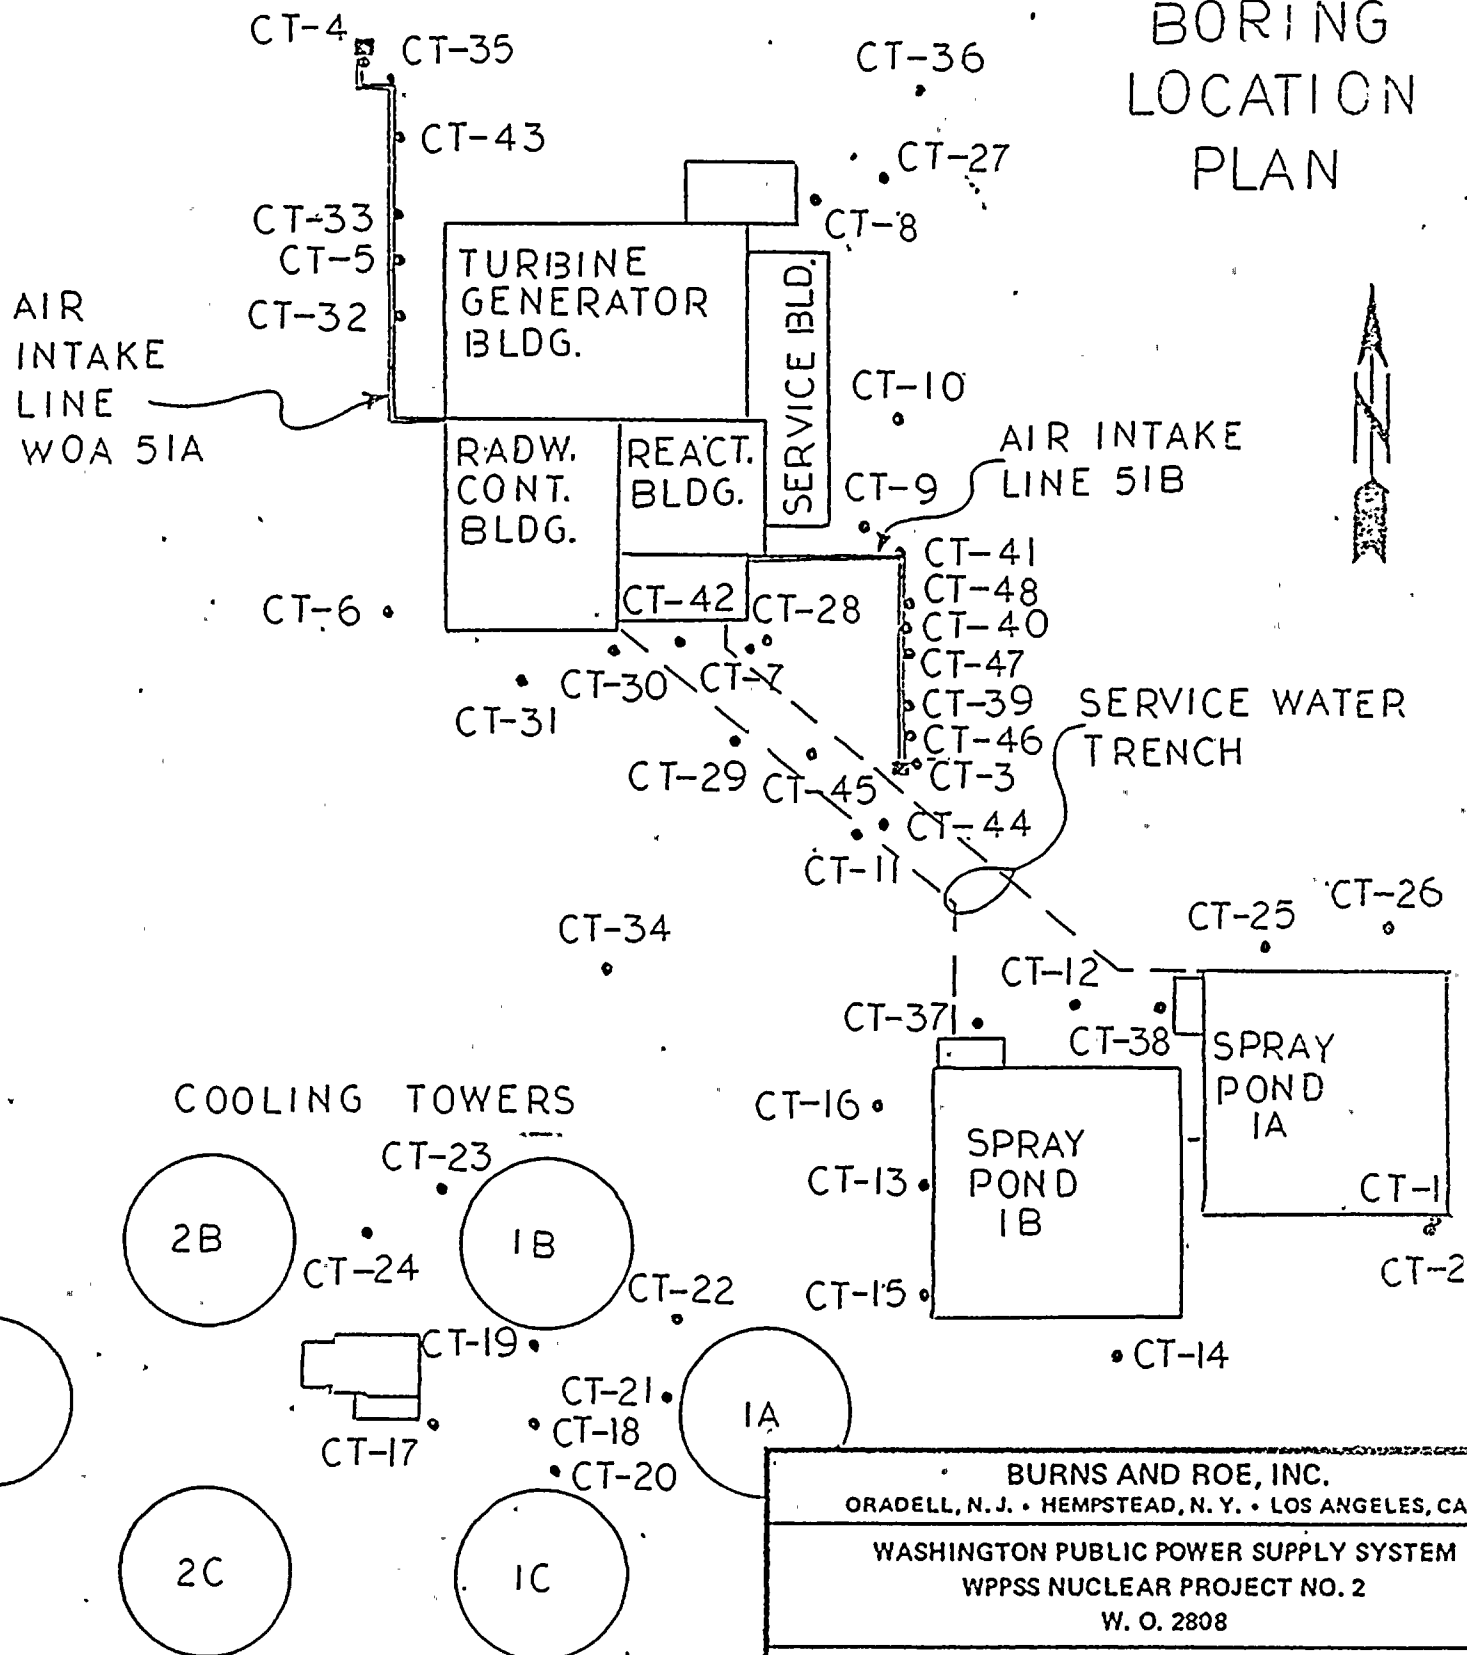 BORING
LOCATION
PLAN
CT-4
CT-35
CT-36
CT-43
CT-27
CT-33
CT-8
CT-5
CT-32
AIR
INTAKE
LINE
WOA 51A
TURBINE
GENERATOR
BLDG.
SERVICE BLD.
CT-10
RADW.
CONT.
BLDG.
REACT.
BLDG.
AIR INTAKE
LINE 51B
CT-9
CT-41
CT-48
CT-40
CT-47
CT-39
CT-46
CT-3
CT-6
CT-42
CT-28
CT-30
CT-7
CT-31
SERVICE WATER
TRENCH
CT-29
CT-45
CT-44
CT-11
CT-34
CT-25
CT-26
CT-12
CT-37
CT-38
SPRAY
POND
1A
CT-1
CT-2
COOLING TOWERS
CT-16
SPRAY
POND
1B
CT-13
CT-15
CT-14
CT-23
2B
1B
CT-24
CT-22
CT-19
CT-21
1A
CT-18
CT-17
CT-20
2C
1C
BURNS AND ROE, INC.
ORADELL, N.J. • HEMPSTEAD, N.Y. • LOS ANGELES, CA
WASHINGTON PUBLIC POWER SUPPLY SYSTEM
WPPSS NUCLEAR PROJECT NO. 2
W. O. 2808